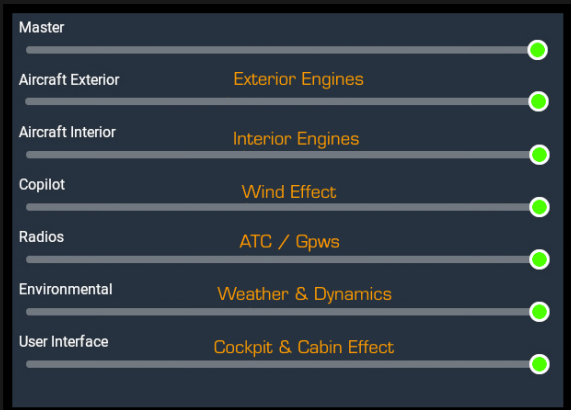 Master
Aircraft Exterior
Exterior Engines
Aircraft Interior
Interior Engines
Copilot
Wind Effect
Radios
ATC / Gpws
Environmental
Weather & Dynamics
User Interface
Cockpit & Cabin Effect